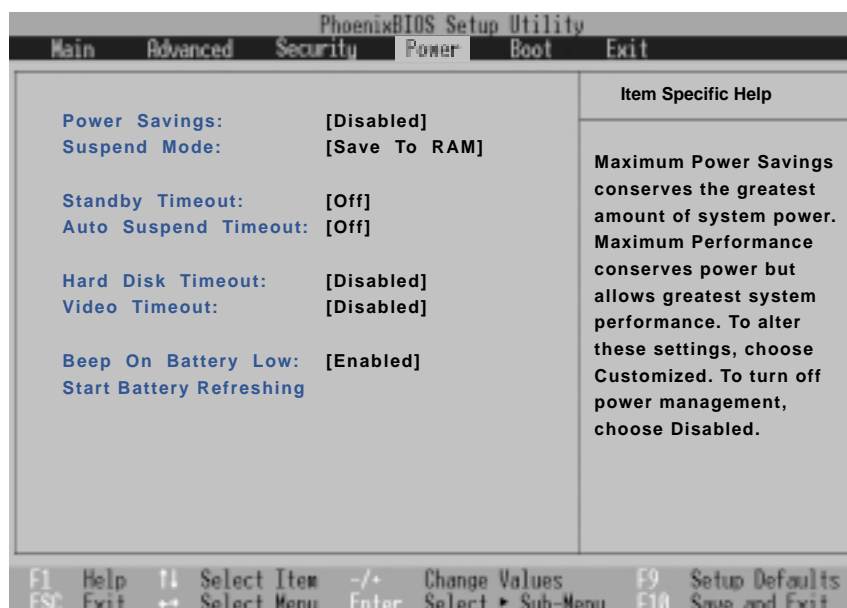 PhoenixBIOS Setup Utility
Main Advanced Security Power Boot Exit
Item Specific Help
Power Savings: [Disabled]
Suspend Mode: [Save To RAM]
Standby Timeout: [Off]
Auto Suspend Timeout: [Off]
Hard Disk Timeout: [Disabled]
Video Timeout: [Disabled]
Beep On Battery Low: [Enabled]
Start Battery Refreshing
Maximum Power Savings
conserves the greatest
amount of system power.
Maximum Performance
conserves power but
allows greatest system
performance. To alter
these settings, choose
Customized. To turn off
power management,
choose Disabled.
F1 Help ↑↓ Select Item -/+ Change Values F9 Setup Defaults
ESC Exit ↔ Select Menu Enter Select ▸ Sub-Menu F10 Save and Exit